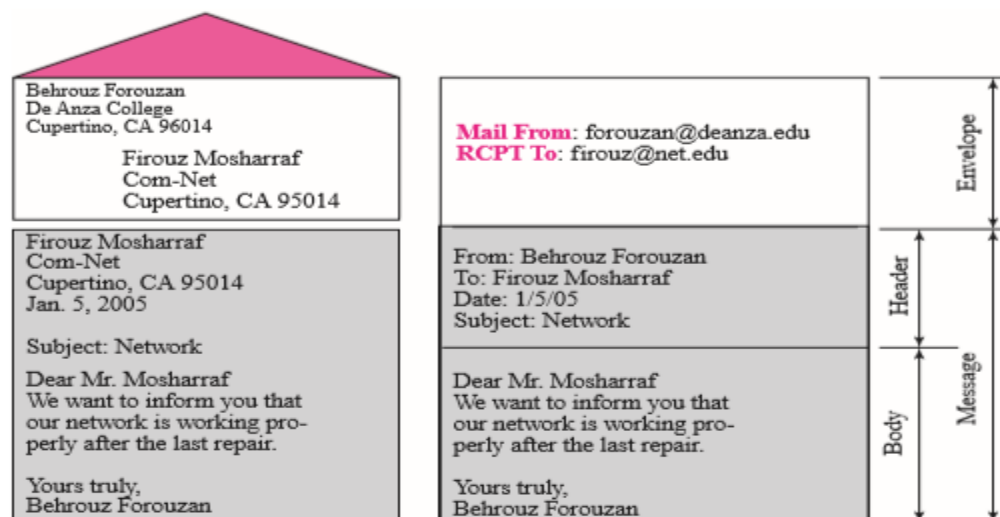 Behrouz Forouzan
De Anza College
Cupertino, CA 96014
Firouz Mosharraf
Com-Net
Cupertino, CA 95014
Firouz Mosharraf
Com-Net
Cupertino, CA 95014
Jan. 5, 2005
Subject: Network
Dear Mr. Mosharraf
We want to inform you that
our network is working pro-
perly after the last repair.
Yours truly,
Behrouz Forouzan
Mail From: forouzan@deanza.edu
RCPT To: firouz@net.edu
From: Behrouz Forouzan
To: Firouz Mosharraf
Date: 1/5/05
Subject: Network
Dear Mr. Mosharraf
We want to inform you that
our network is working pro-
perly after the last repair.
Yours truly,
Behrouz Forouzan
Envelope
Header
Body
Message